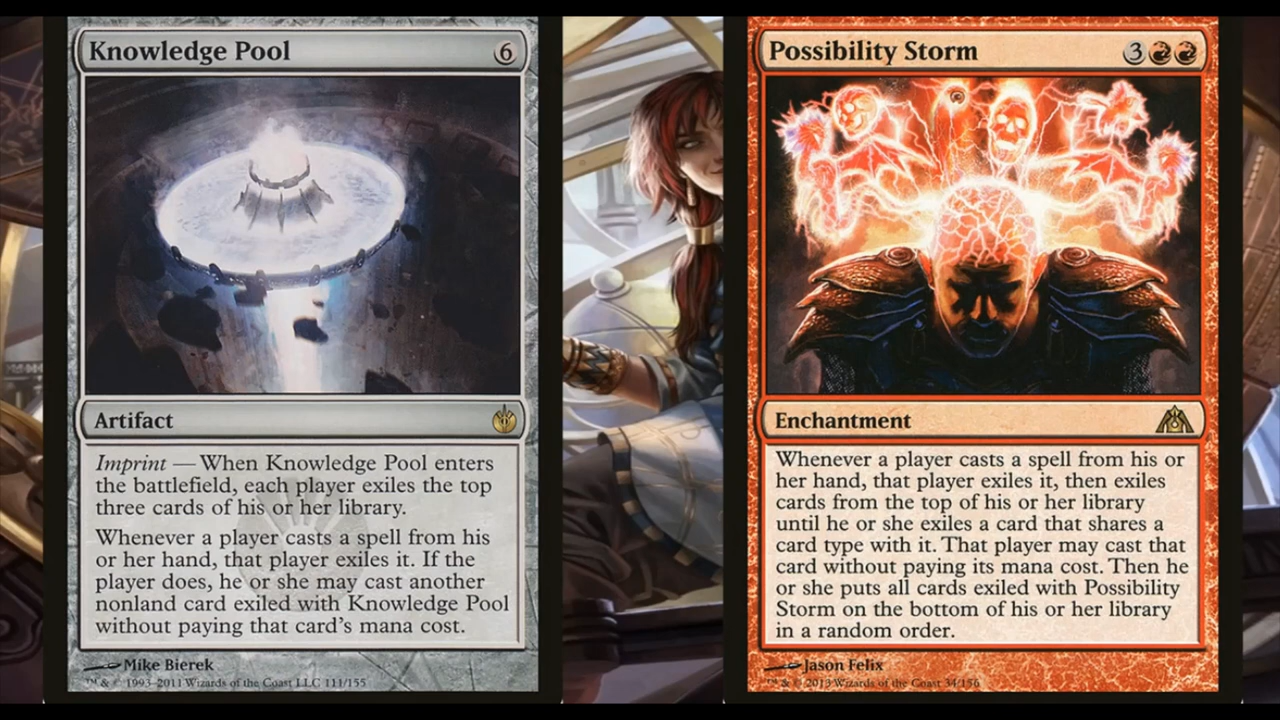 Knowledge Pool 6
Artifact
Imprint — When Knowledge Pool enters
the battlefield, each player exiles the top
three cards of his or her library.
Whenever a player casts a spell from his
or her hand, that player exiles it. If the
player does, he or she may cast another
nonland card exiled with Knowledge Pool
without paying that card's mana cost.
Mike Bierek
™ & © 1993–2011 Wizards of the Coast LLC 111/155
Possibility Storm 3
Enchantment
Whenever a player casts a spell from his or
her hand, that player exiles it, then exiles
cards from the top of his or her library
until he or she exiles a card that shares a
card type with it. That player may cast that
card without paying its mana cost. Then he
or she puts all cards exiled with Possibility
Storm on the bottom of his or her library
in a random order.
Jason Felix
™ & © 2013 Wizards of the Coast 34/156